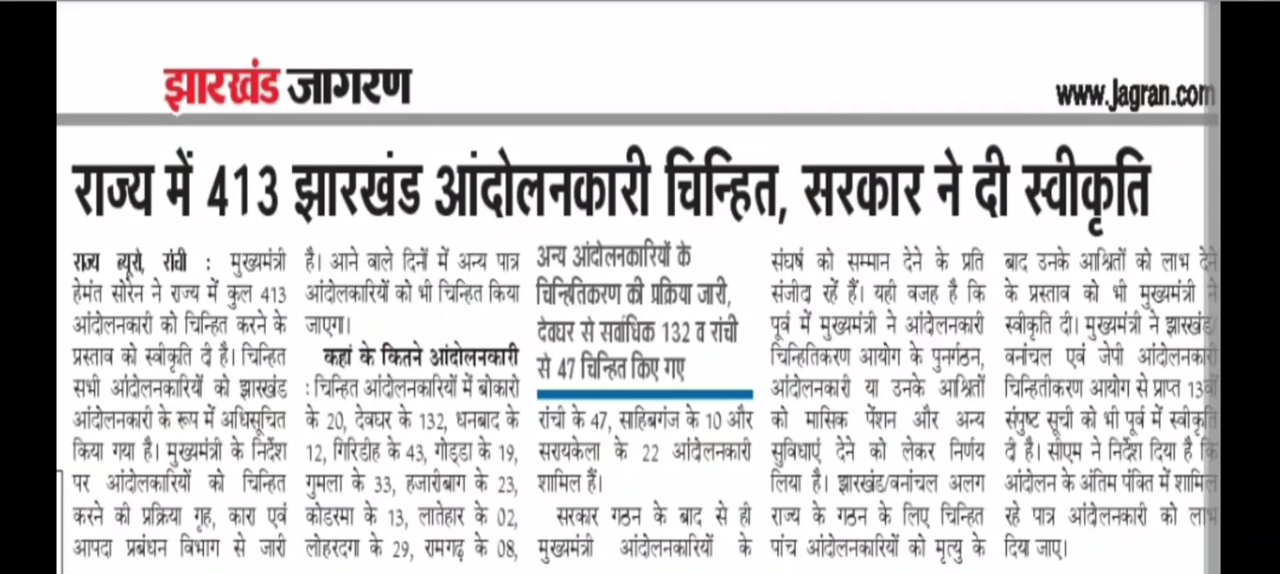 झारखंड जागरण
www.jagran.com
राज्य में 413 झारखंड आंदोलनकारी चिन्हित, सरकार ने दी स्वीकृति
राज्य ब्यूरो, रांची : मुख्यमंत्री
हेमंत सोरेन ने राज्य में कुल 413
आंदोलनकारी को चिन्हित करने के
प्रस्ताव को स्वीकृति दी है। चिन्हित
सभी आंदोलनकारियों को झारखंड
आंदोलनकारी के रूप में अधिसूचित
किया गया है। मुख्यमंत्री के निर्देश
पर आंदोलकारियों को चिन्हित
करने की प्रक्रिया गृह, कारा एवं
आपदा प्रबंधन विभाग से जारी
है। आने वाले दिनों में अन्य पात्र
आंदोलकारियों को भी चिन्हित किया
जाएगा।
कहां के कितने आंदोलनकारी
: चिन्हित आंदोलनकारियों में बोकारो
के 20, देवघर के 132, धनबाद के
12, गिरिडीह के 43, गोड्डा के 19,
गुमला के 33, हजारीबाग के 23,
कोडरमा के 13, लातेहार के 02,
लोहरदगा के 29, रामगढ़ के 08,
अन्य आंदोलनकारियों के
चिन्हितिकरण की प्रक्रिया जारी,
देवघर से सर्वाधिक 132 व रांची
से 47 चिन्हित किए गए
रांची के 47, साहिबगंज के 10 और
सरायकेला के 22 आंदोलनकारी
शामिल हैं।
सरकार गठन के बाद से ही
मुख्यमंत्री आंदोलनकारियों के
संघर्ष को सम्मान देने के प्रति
संजीद रहें हैं। यही वजह है कि
पूर्व में मुख्यमंत्री ने आंदोलनकारी
चिन्हितिकरण आयोग के पुनर्गठन,
आंदोलनकारी या उनके आश्रितों
को मासिक पेंशन और अन्य
सुविधाएं देने को लेकर निर्णय
लिया है। झारखंड/वनांचल अलग
राज्य के गठन के लिए चिन्हित
पांच आंदोलनकारियों को मृत्यु के
बाद उनके आश्रितों को लाभ देने
के प्रस्ताव को भी मुख्यमंत्री ने
स्वीकृति दी। मुख्यमंत्री ने झारखंड/
वनांचल एवं जेपी आंदोलनकारी
चिन्हितीकरण आयोग से प्राप्त 13वीं
संपुष्ट सूची को भी पूर्व में स्वीकृति
दी है। सीएम ने निर्देश दिया है कि
आंदोलन के अंतिम पंक्ति में शामिल
रहे पात्र आंदोलनकारी को लाभ
दिया जाए।